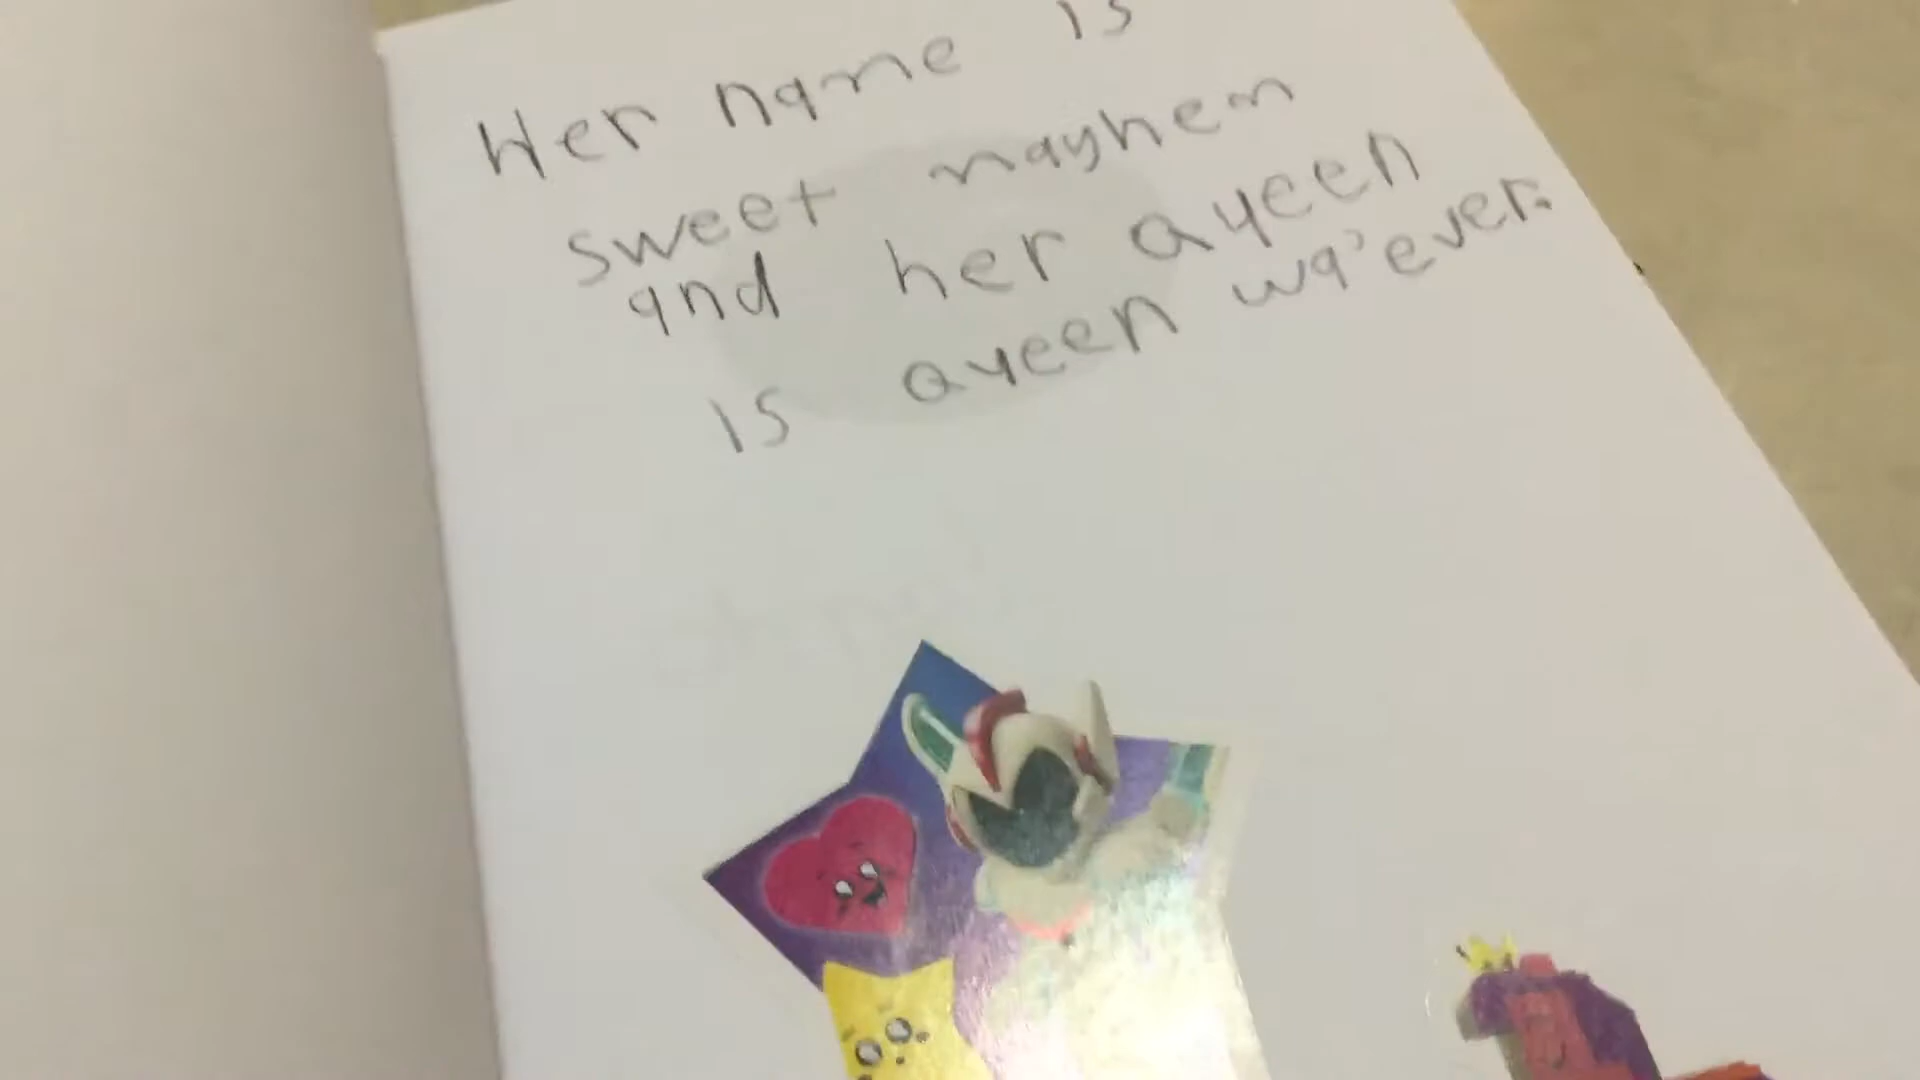 Her name is
sweet mayhem
and her Queen
is Queen wa'ever.